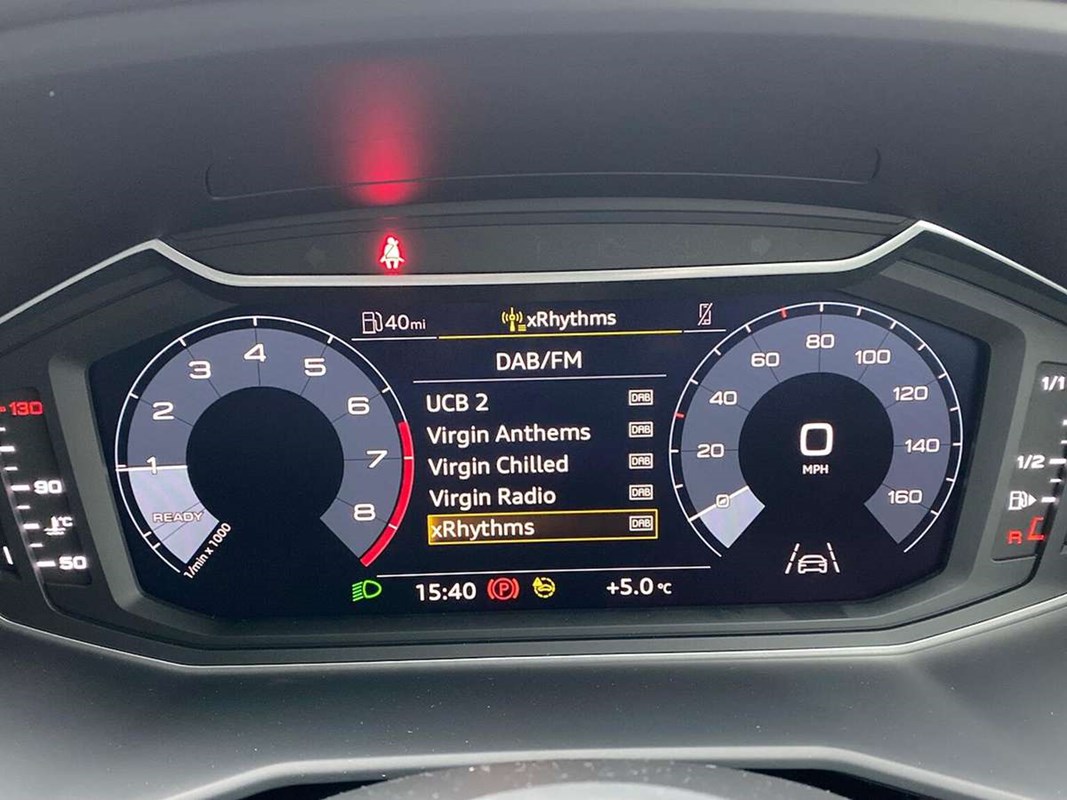 40mi
xRhythms
DAB/FM
UCB 2 DAB
Virgin Anthems DAB
Virgin Chilled DAB
Virgin Radio DAB
xRhythms DAB
15:40 P +5.0 °C
1
2
3
4
5
6
7
8
READY
1/min x 1000
0
20
40
60
80
100
120
140
160
0
MPH
130
90
°C
50
1/1
1/2
R